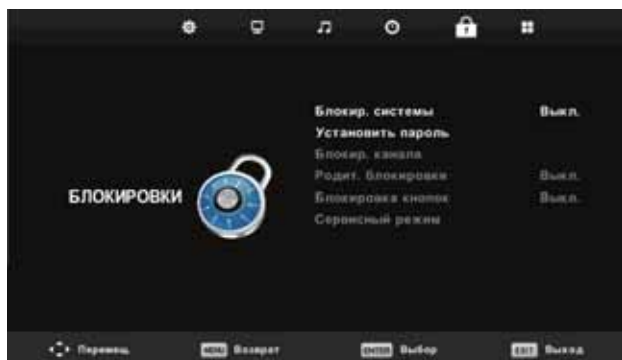 Блокир. системы Выкл.
Установить пароль
Блокир. канала
Родит. блокировки Выкл.
Блокировка кнопок Выкл.
Сервисный режим
БЛОКИРОВКИ
Перемещ. MENU Возврат ENTER Выбор EXIT Выход